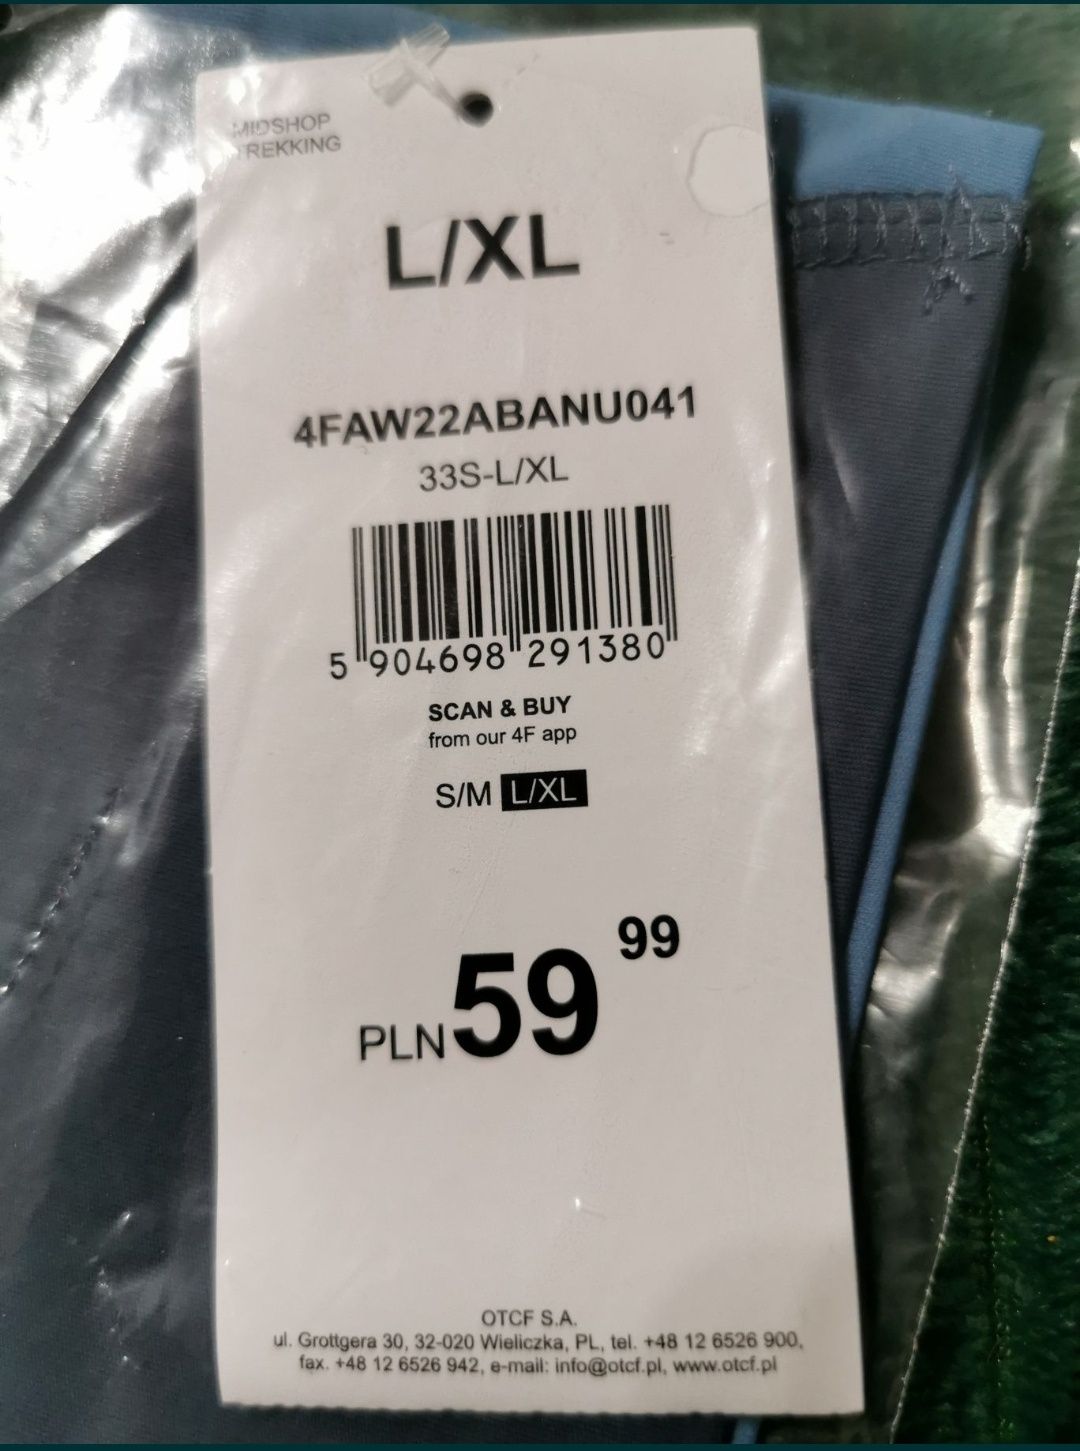 MIDSHOP
TREKKING
L/XL
4FAW22ABANU041
33S-L/XL
5 904698 291380
SCAN & BUY
from our 4F app
S/M L/XL
PLN 59 99
OTCF S.A.
ul. Grottgera 30, 32-020 Wieliczka, PL, tel. +48 12 6526 900,
fax. +48 12 6526 942, e-mail: info@otcf.pl, www.otcf.pl